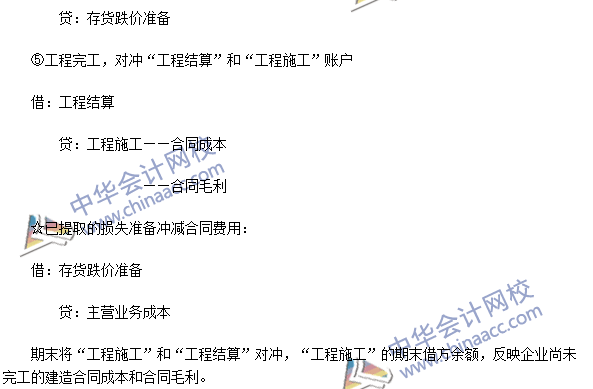 贷：存货跌价准备
⑤工程完工，对冲“工程结算”和“工程施工”账户
借：工程结算
贷：工程施工——合同成本
——合同毛利
☆已提取的损失准备冲减合同费用：
借：存货跌价准备
贷：主营业务成本
期末将“工程施工”和“工程结算”对冲，“工程施工”的期末借方余额，反映企业尚未
完工的建造合同成本和合同毛利。
中华会计网校
www.chinaacc.com
中华会计网校
www.chinaacc.com